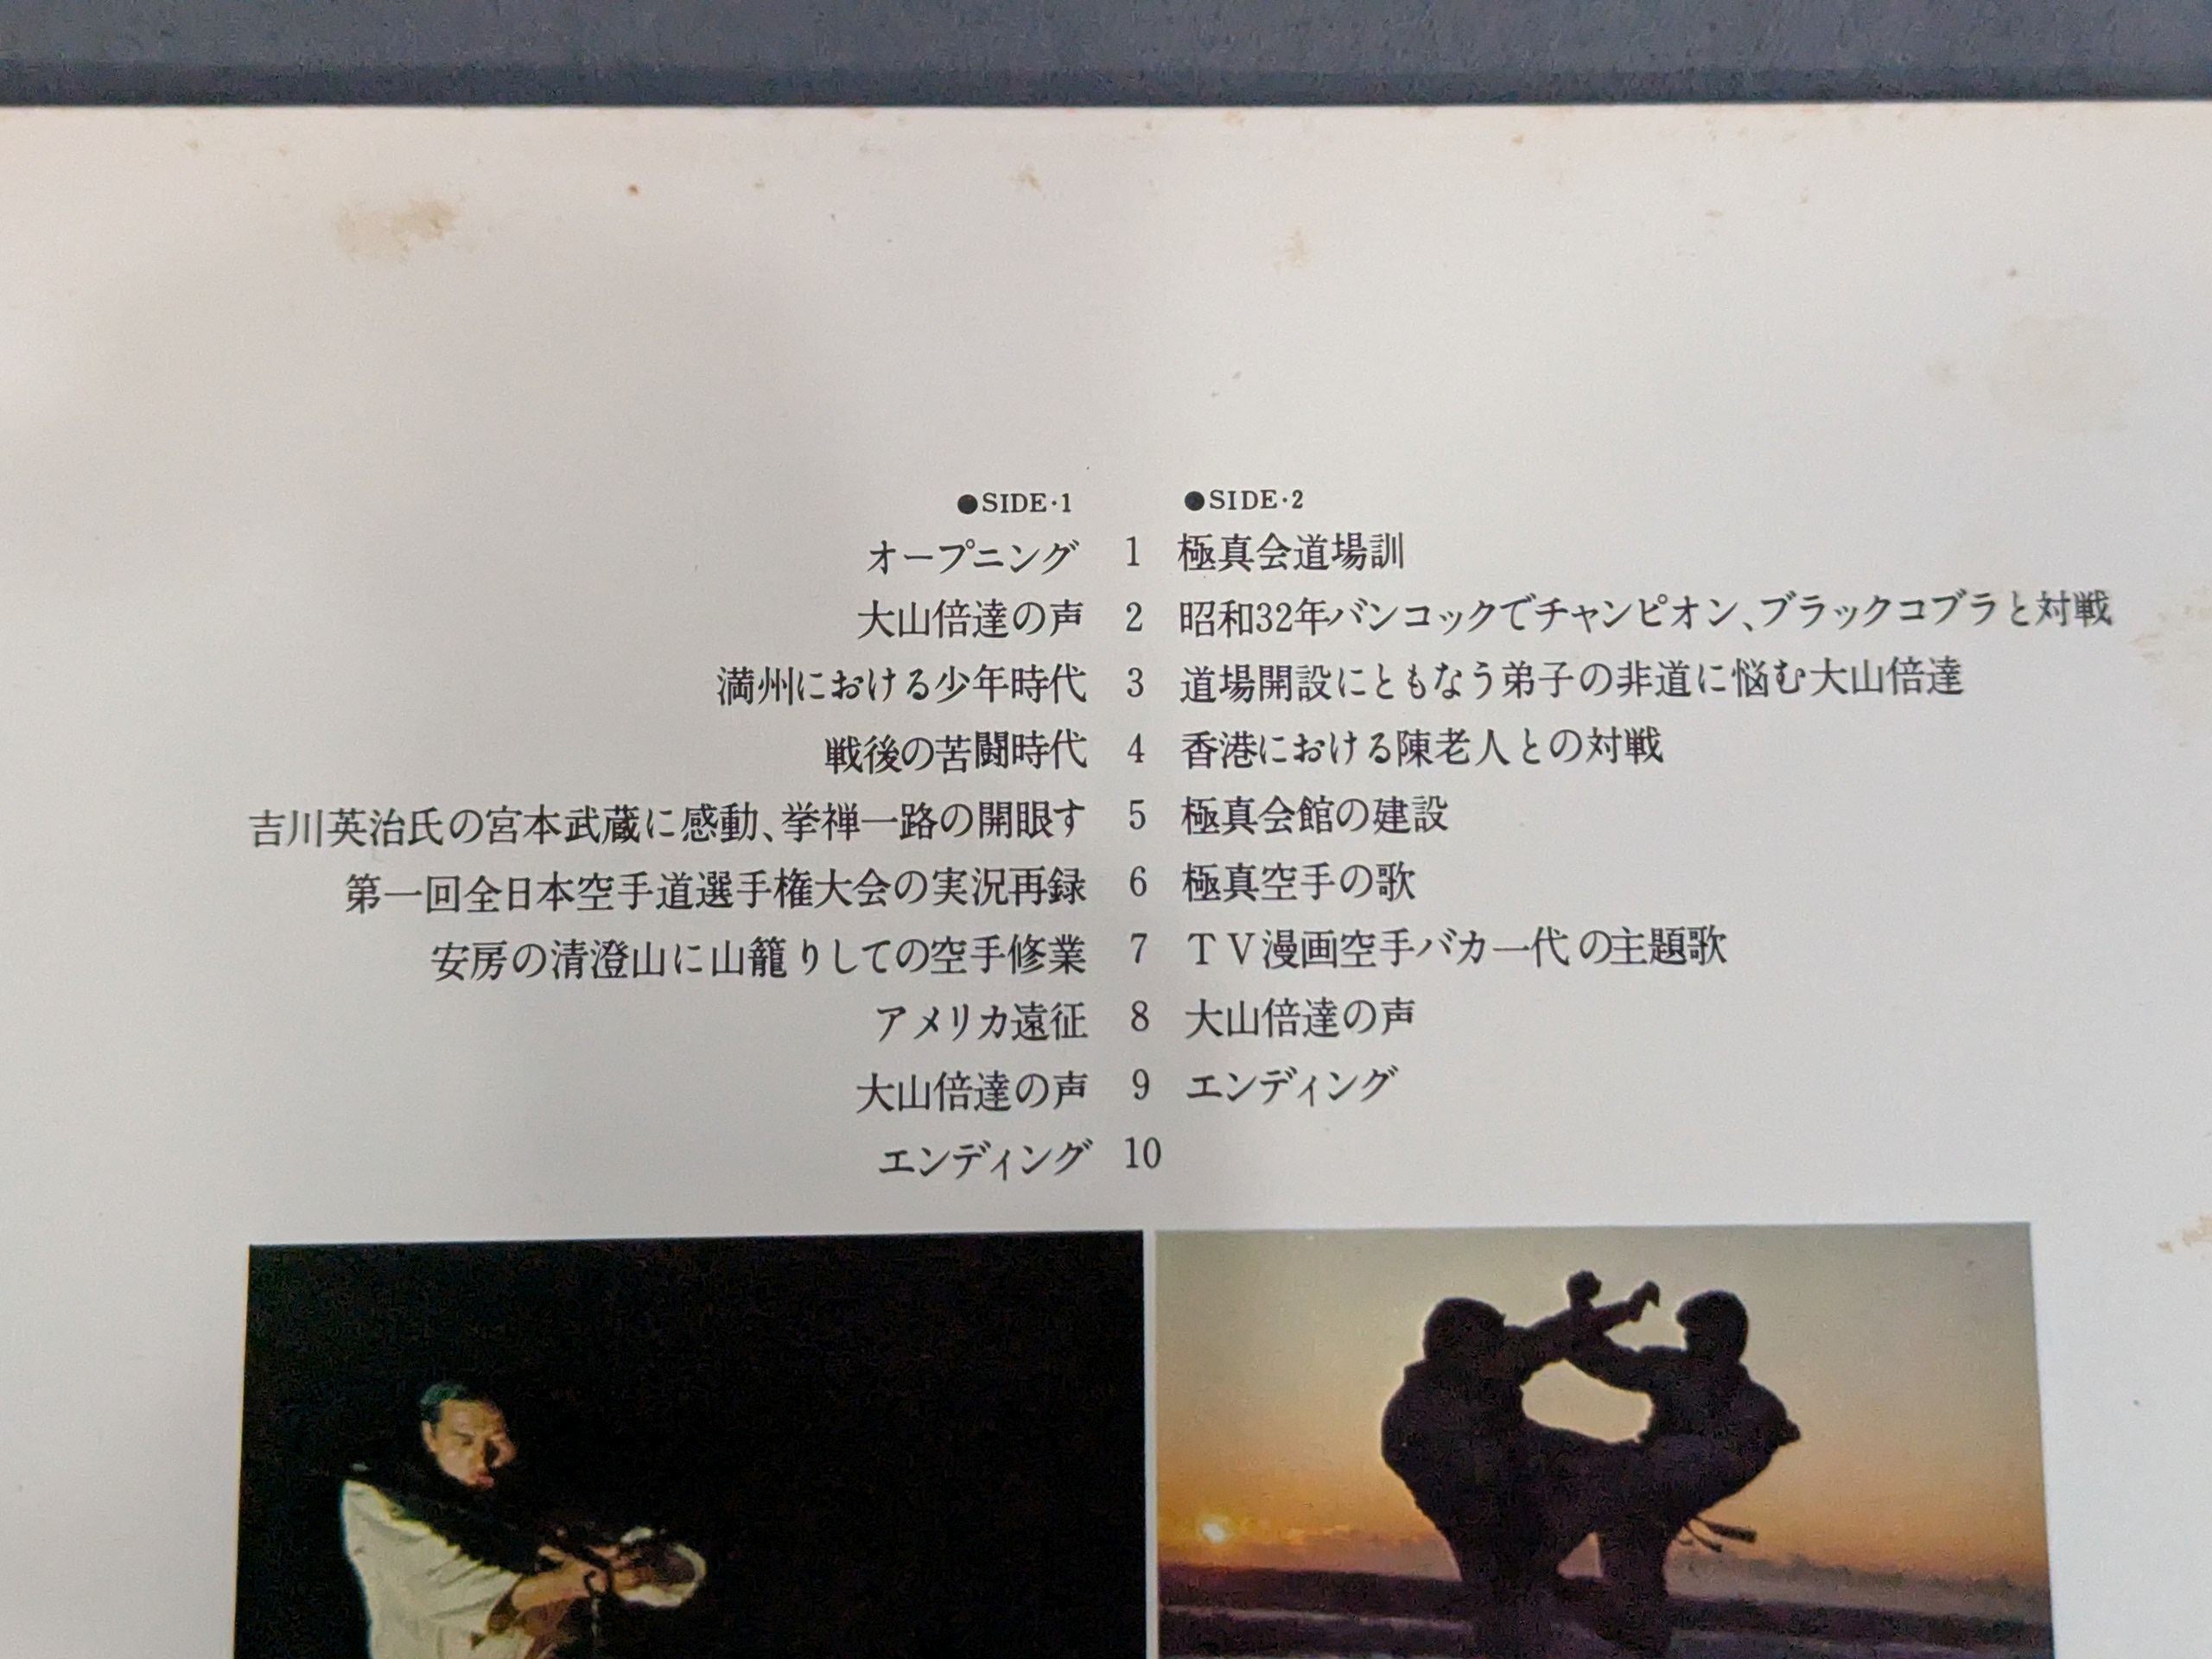 ●SIDE·1
オープニング 1
大山倍達の声 2
満州における少年時代 3
戦後の苦闘時代 4
吉川英治氏の宮本武蔵に感動、挙禅一路の開眼す 5
第一回全日本空手道選手権大会の実況再録 6
安房の清澄山に山籠りしての空手修業 7
アメリカ遠征 8
大山倍達の声 9
エンディング 10
●SIDE·2
極真会道場訓
昭和32年バンコックでチャンピオン、ブラックコブラと対戦
道場開設にともなう弟子の非道に悩む大山倍達
香港における陳老人との対戦
極真会館の建設
極真空手の歌
TV漫画空手バカ一代の主題歌
大山倍達の声
エンディング